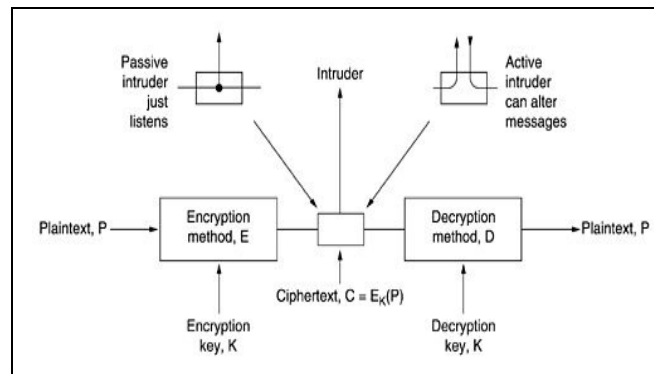 Passive
intruder
just
listens
Intruder
Active
intruder
can alter
messages
Plaintext, P
Encryption
method, E
Decryption
method, D
Plaintext, P
Ciphertext, C = EK(P)
Encryption
key, K
Decryption
key, K